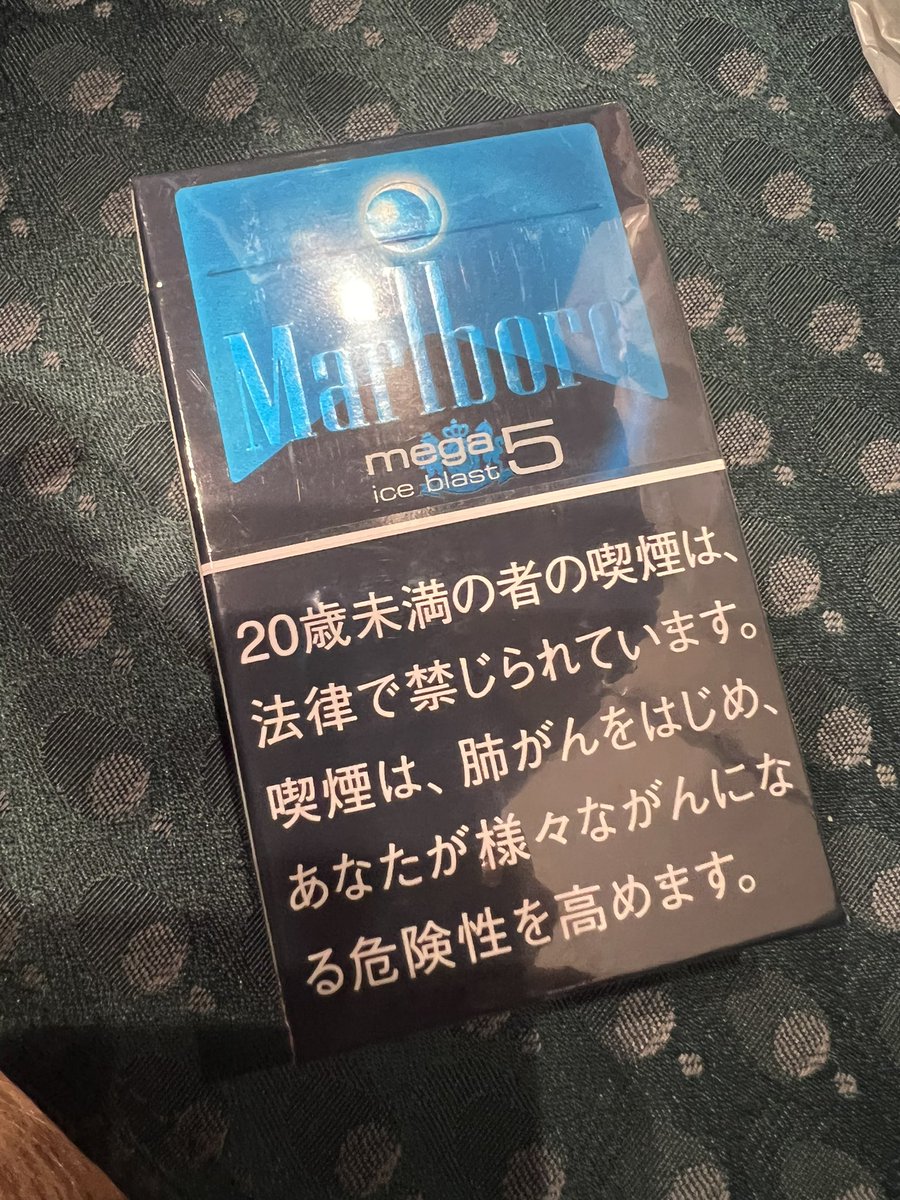 Marlboro
mega 5
ice blast
20歳未満の者の喫煙は、
法律で禁じられています。
喫煙は、肺がんをはじめ、
あなたが様々ながんにな
る危険性を高めます。